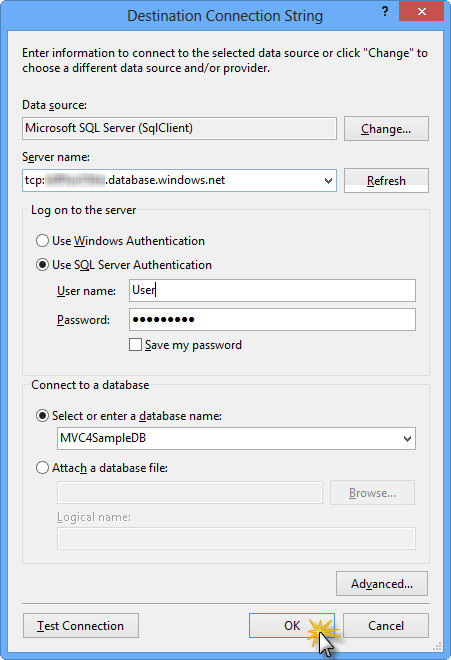 Destination Connection String
?
Enter information to connect to the selected data source or click "Change" to
choose a different data source and/or provider.
Data source:
Microsoft SQL Server (SqlClient)
Change...
Server name:
tcp: .database.windows.net
Refresh
Log on to the server
Use Windows Authentication
Use SQL Server Authentication
User name:
User
Password:
●●●●●●●●●
Save my password
Connect to a database
Select or enter a database name:
MVC4SampleDB
Attach a database file:
Browse...
Logical name:
Advanced...
Test Connection
OK
Cancel